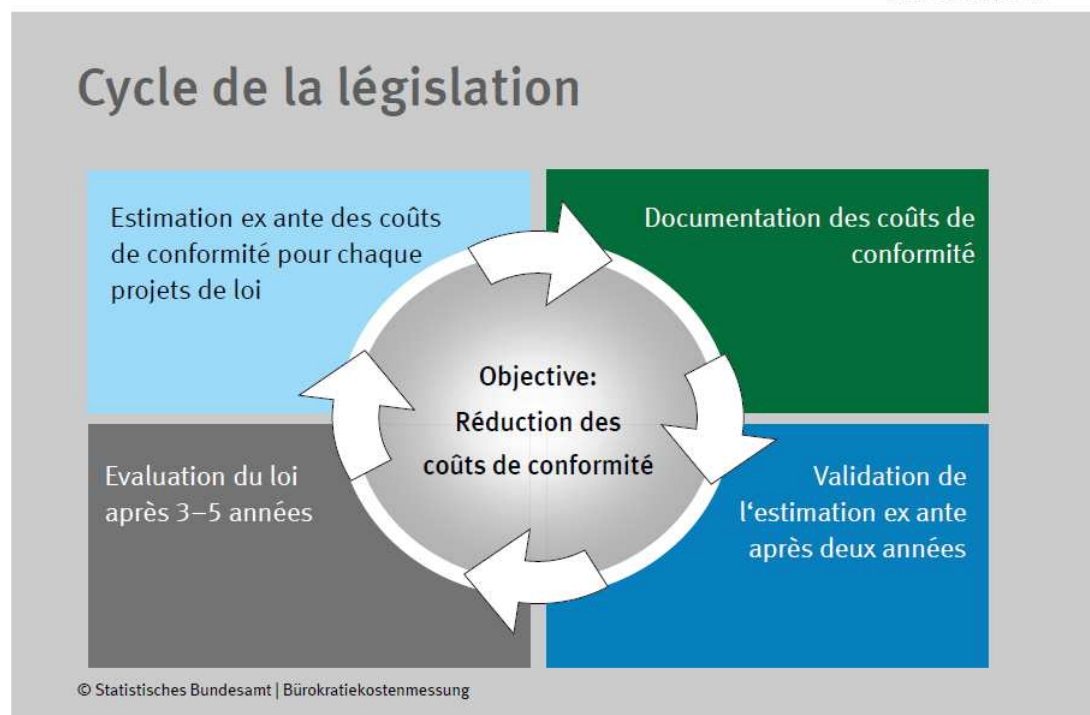 Cycle de la législation
Estimation ex ante des coûts
de conformité pour chaque
projets de loi
Documentation des coûts de
conformité
Objective:
Réduction des
coûts de conformité
Evaluation du loi
après 3–5 années
Validation de
l‘estimation ex ante
après deux années
© Statistisches Bundesamt | Bürokratiekostenmessung